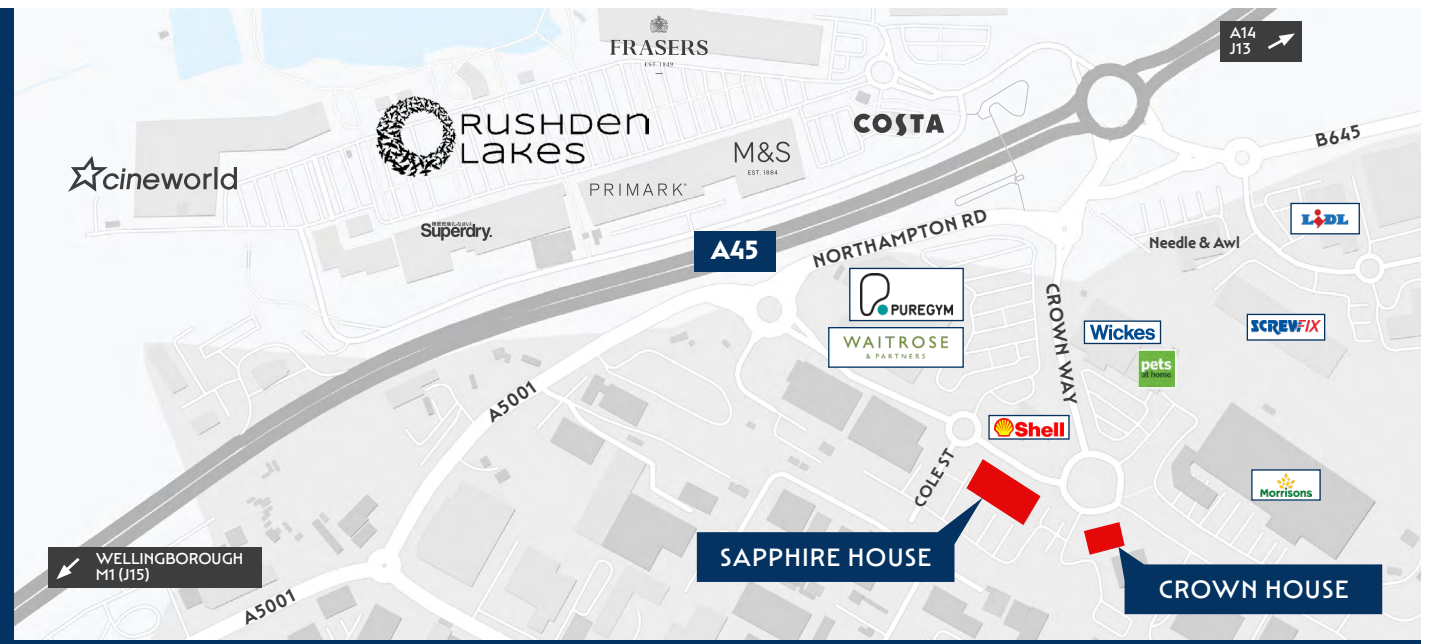 FRASERS
EST. 1849
A14
J13
RUSHDEN
LAKES
COSTA
B645
M&S
EST. 1884
cineworld
PRIMARK
LIDL
Superdry.
NORTHAMPTON RD
Needle & Awl
A45
PUREGYM
CROWN WAY
SCREWFIX
Wickes
WAITROSE
& PARTNERS
pets
at home
A5001
Shell
COLE ST
Morrisons
SAPPHIRE HOUSE
WELLINGBOROUGH
M1 (J15)
CROWN HOUSE
A5001